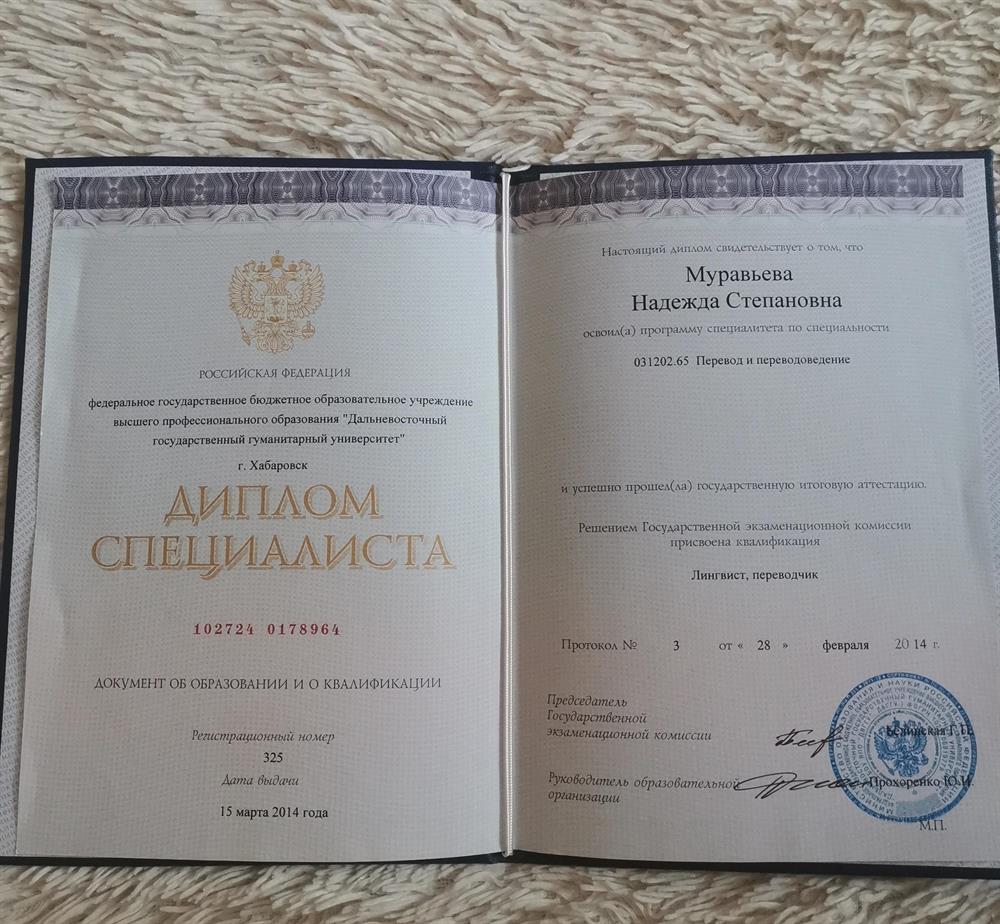 РОССИЙСКАЯ ФЕДЕРАЦИЯ
федеральное государственное бюджетное образовательное учреждение
высшего профессионального образования "Дальневосточный
государственный гуманитарный университет"
г. Хабаровск
ДИПЛОМ
СПЕЦИАЛИСТА
102724 0178964
ДОКУМЕНТ ОБ ОБРАЗОВАНИИ И О КВАЛИФИКАЦИИ
Регистрационный номер
325
Дата выдачи
15 марта 2014 года
Настоящий диплом свидетельствует о том, что
Муравьева
Надежда Степановна
освоил(а) программу специалитета по специальности
031202.65 Перевод и переводоведение
и успешно прошел(ла) государственную итоговую аттестацию.
Решением Государственной экзаменационной комиссии
присвоена квалификация
Лингвист, переводчик
Протокол № 3 от « 28 » февраля 2014 г.
Председатель
Государственной
экзаменационной комиссии
Белинская Г.П.
Руководитель образовательной
организации
Прохоренко Ю.И.
М.П.